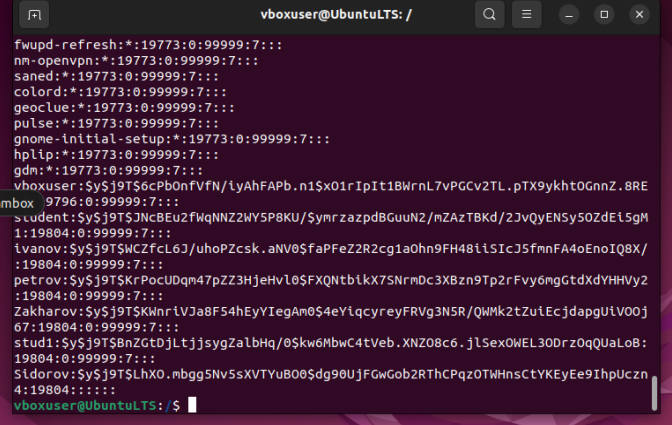 vboxuser@UbuntuLTS: /
fwupd-refresh:*:19773:0:99999:7:::
nm-openvpn:*:19773:0:99999:7:::
saned:*:19773:0:99999:7:::
colord:*:19773:0:99999:7:::
geoclue:*:19773:0:99999:7:::
pulse:*:19773:0:99999:7:::
gnome-initial-setup:*:19773:0:99999:7:::
hplip:*:19773:0:99999:7:::
gdm:*:19773:0:99999:7:::
vboxuser:$y$j9T$6cPbOnfVfN/iyAhFAPb.n1$xO1rIpIt1BWrnL7vPGCv2TL.pTX9ykhtOGnnZ.8RE
mbox
9796:0:99999:7:::
student:$y$j9T$JNcBEu2fWqNNZ2WY5P8KU/$ymrzazpdBGuuN2/mZAzTBKd/2JvQyENSy5OZdEi5gM
1:19804:0:99999:7:::
ivanov:$y$j9T$WCZfcL6J/uhoPZcsk.aNV0$faPFeZ2R2cg1aOhn9FH48iiSIcJ5fmnFA4oEnoIQ8X/
:19804:0:99999:7:::
petrov:$y$j9T$KrPocUDqm47pZZ3HjeHvl0$FXQNtbikX7SNrmDc3XBzn9Tp2rFvy6mgGtdXdYHHVy2
:19804:0:99999:7:::
Zakharov:$y$j9T$KWnriVJa8F54hEyYIegAm0$4eYiqcyreyFRVg3N5R/QWMk2tZuiEcjdapgUiVOOj
67:19804:0:99999:7:::
stud1:$y$j9T$BnZGtDjLtjjsygZalbHq/0$kw6MbwC4tVeb.XNZO8c6.jlSexOWEL3ODrzOqQUaLoB:
19804:0:99999:7:::
Sidorov:$y$j9T$LhXO.mbgg5Nv5sXVTYuBO0$dg90UjFGwGob2RThCPqzOTWHnsCtYKEyEe9IhpUczn
4:19804::::::
vboxuser@UbuntuLTS:/$